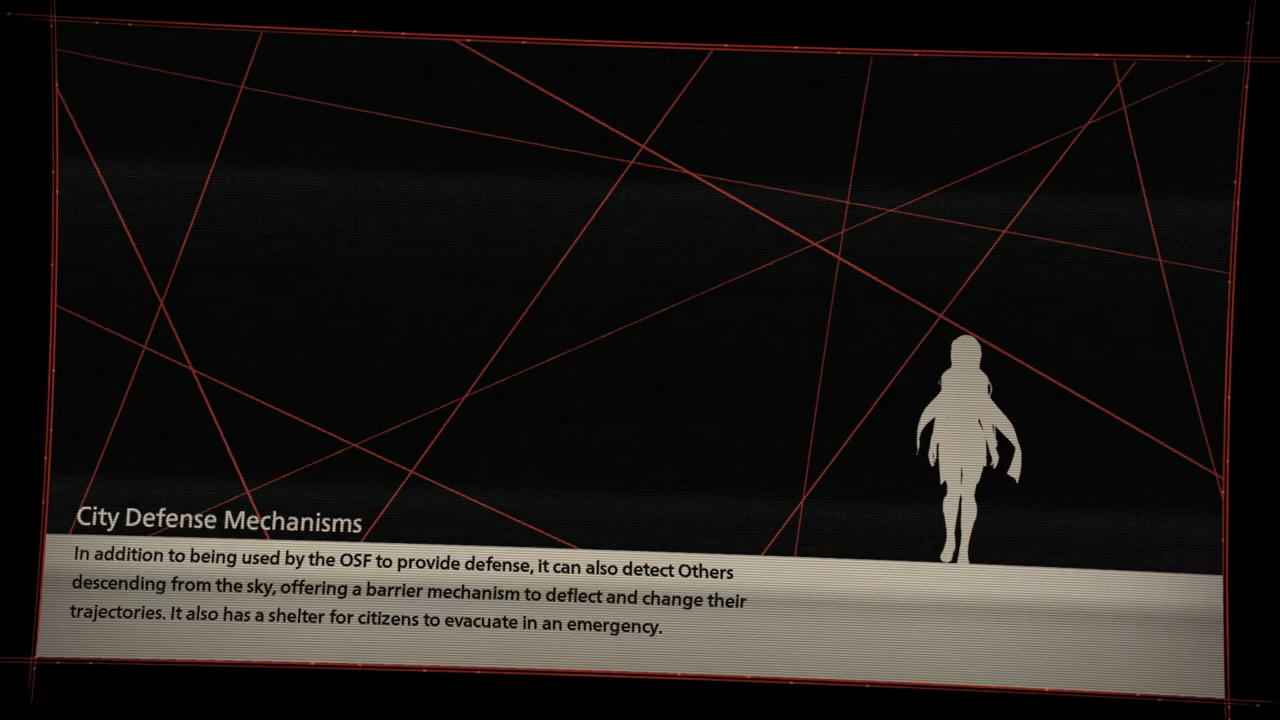 City Defense Mechanisms
In addition to being used by the OSF to provide defense, it can also detect Others
descending from the sky, offering a barrier mechanism to deflect and change their
trajectories. It also has a shelter for citizens to evacuate in an emergency.